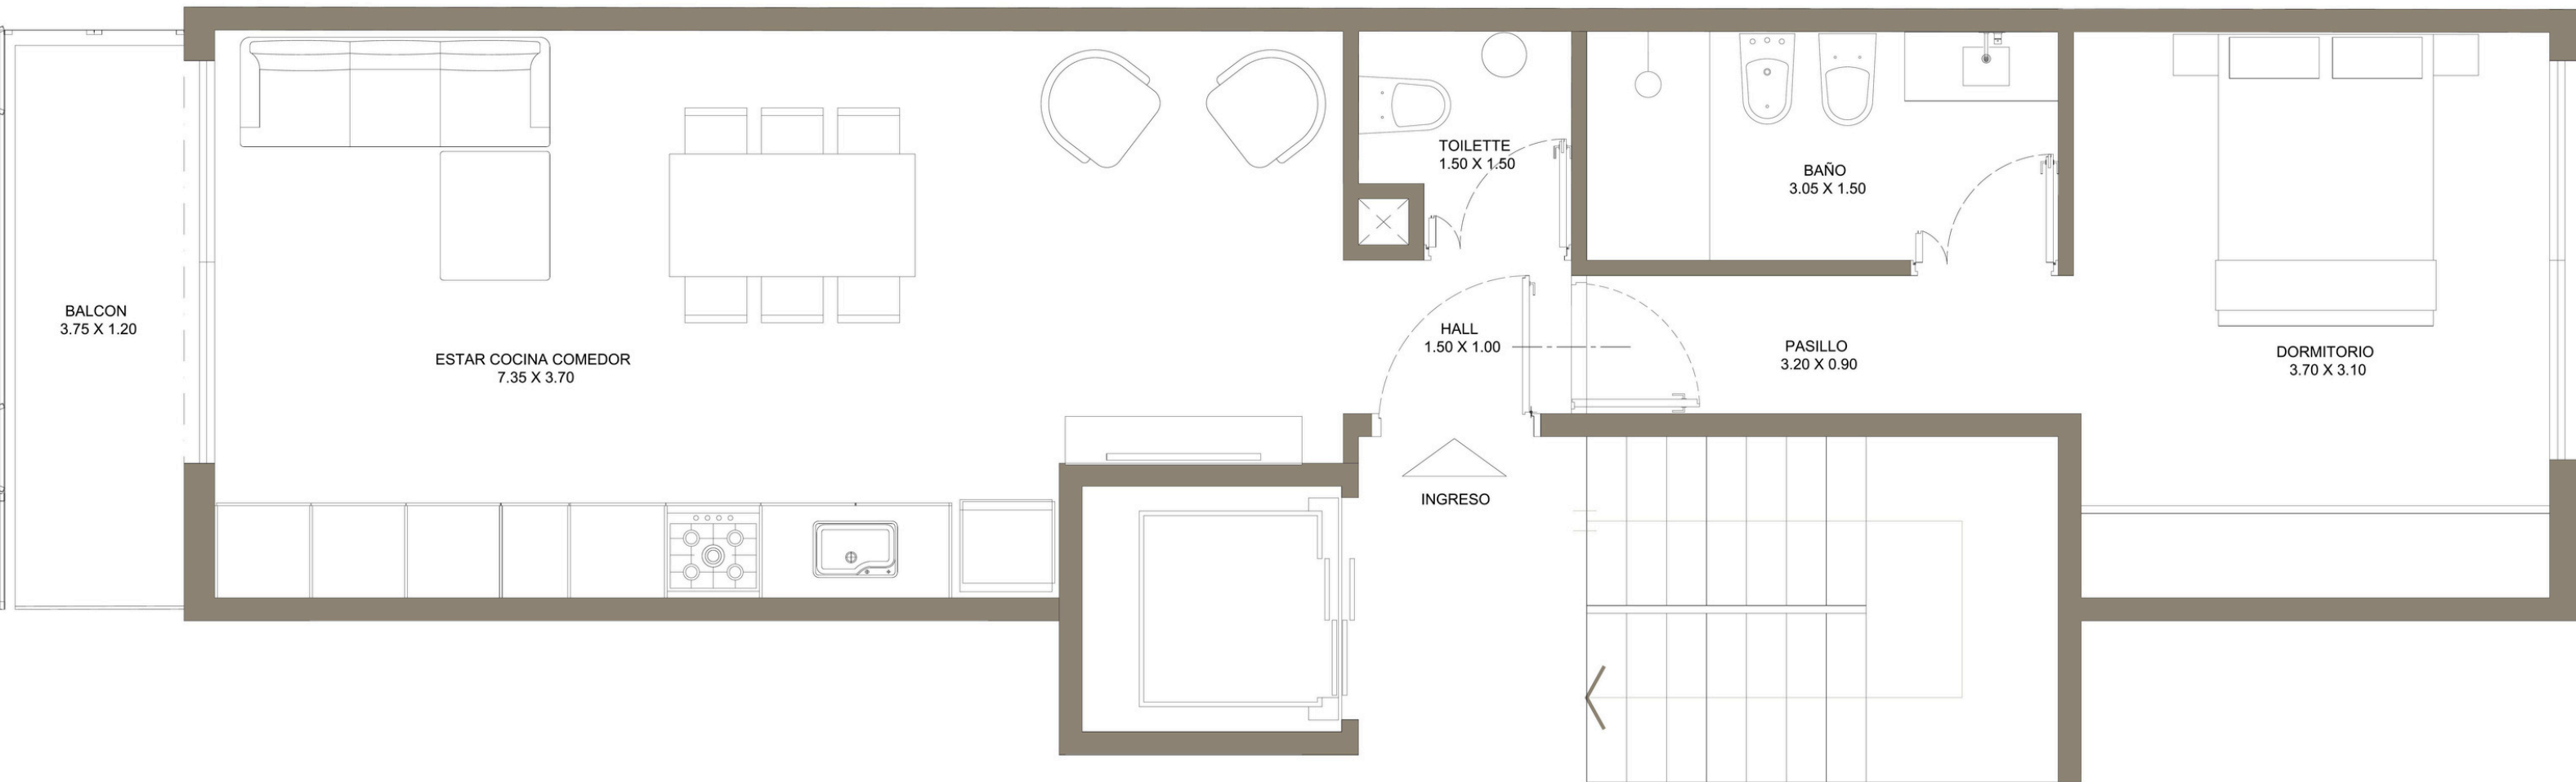 BALCON
3.75 X 1.20
ESTAR COCINA COMEDOR
7.35 X 3.70
TOILETTE
1.50 X 1.50
HALL
1.50 X 1.00
INGRESO
BAÑO
3.05 X 1.50
PASILLO
3.20 X 0.90
DORMITORIO
3.70 X 3.10